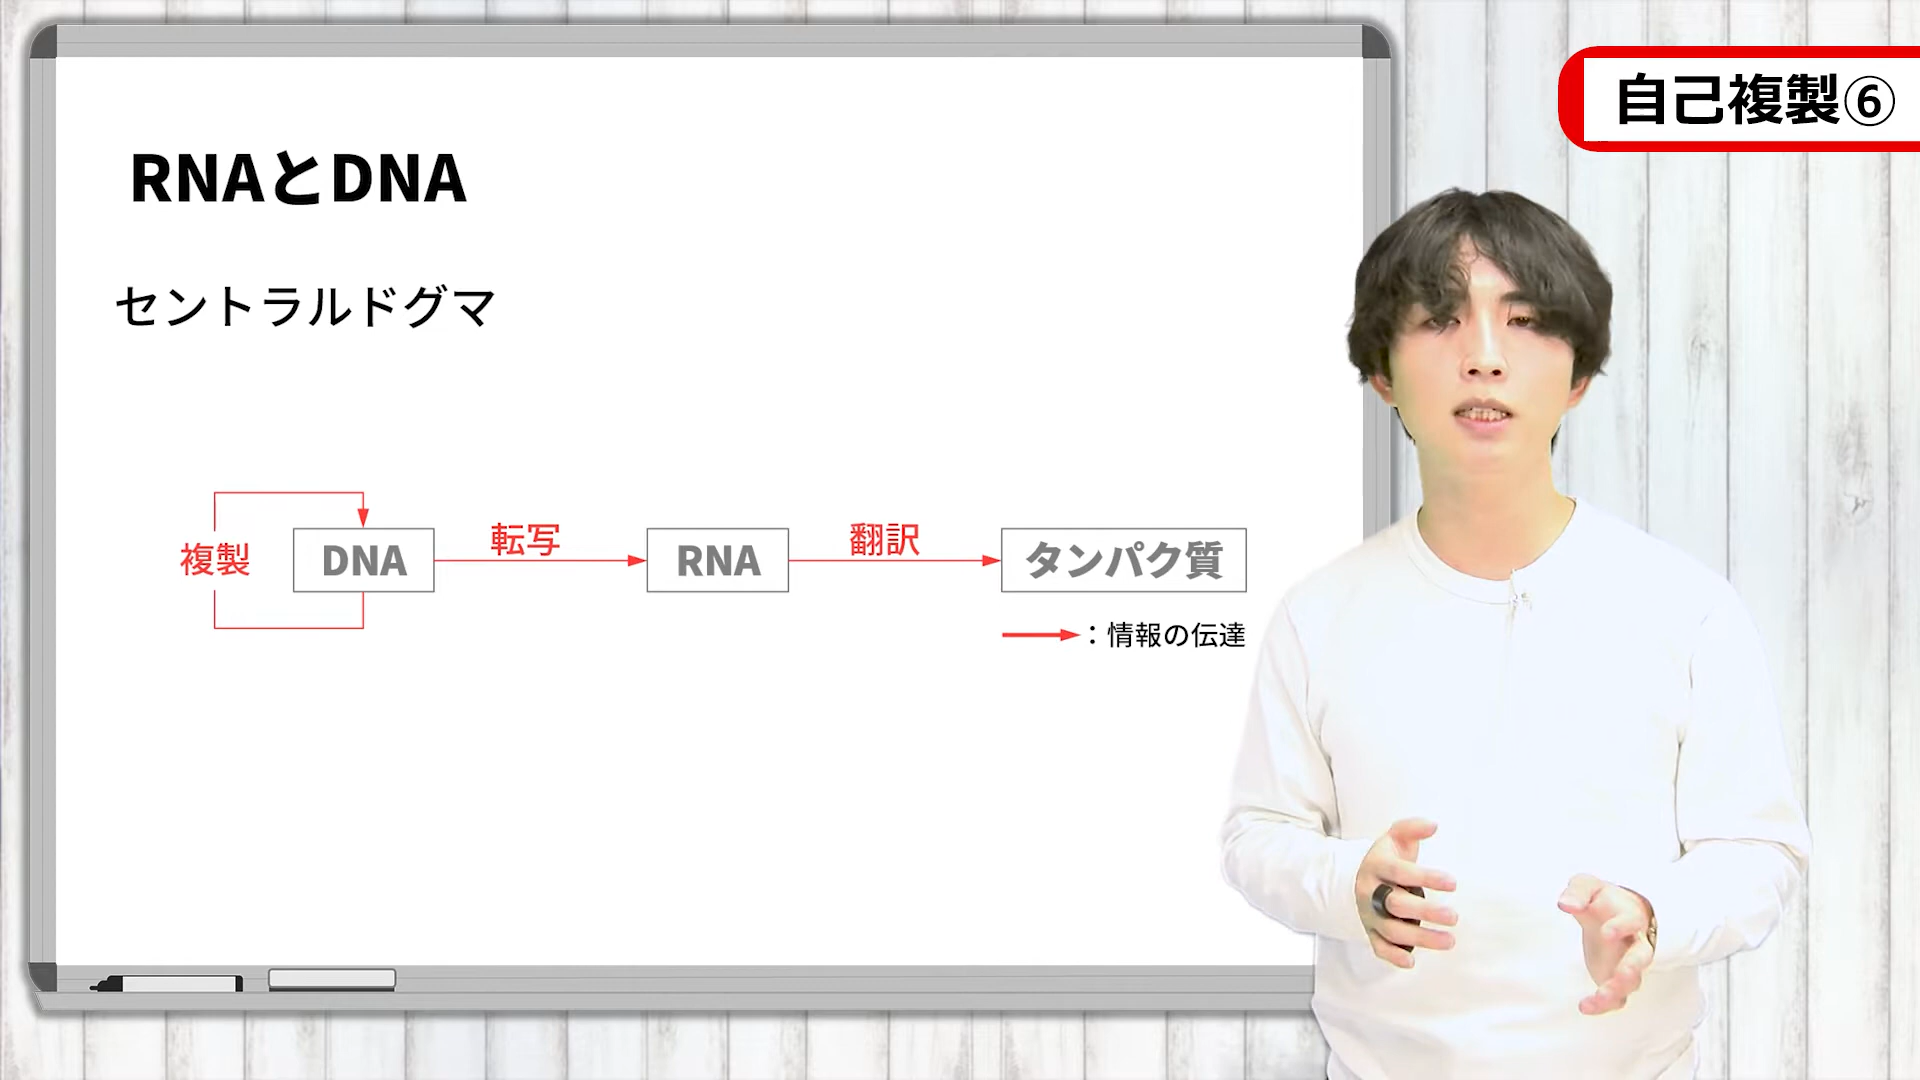 自己複製⑥
RNAとDNA
セントラルドグマ
複製
DNA
転写
RNA
翻訳
タンパク質
：情報の伝達